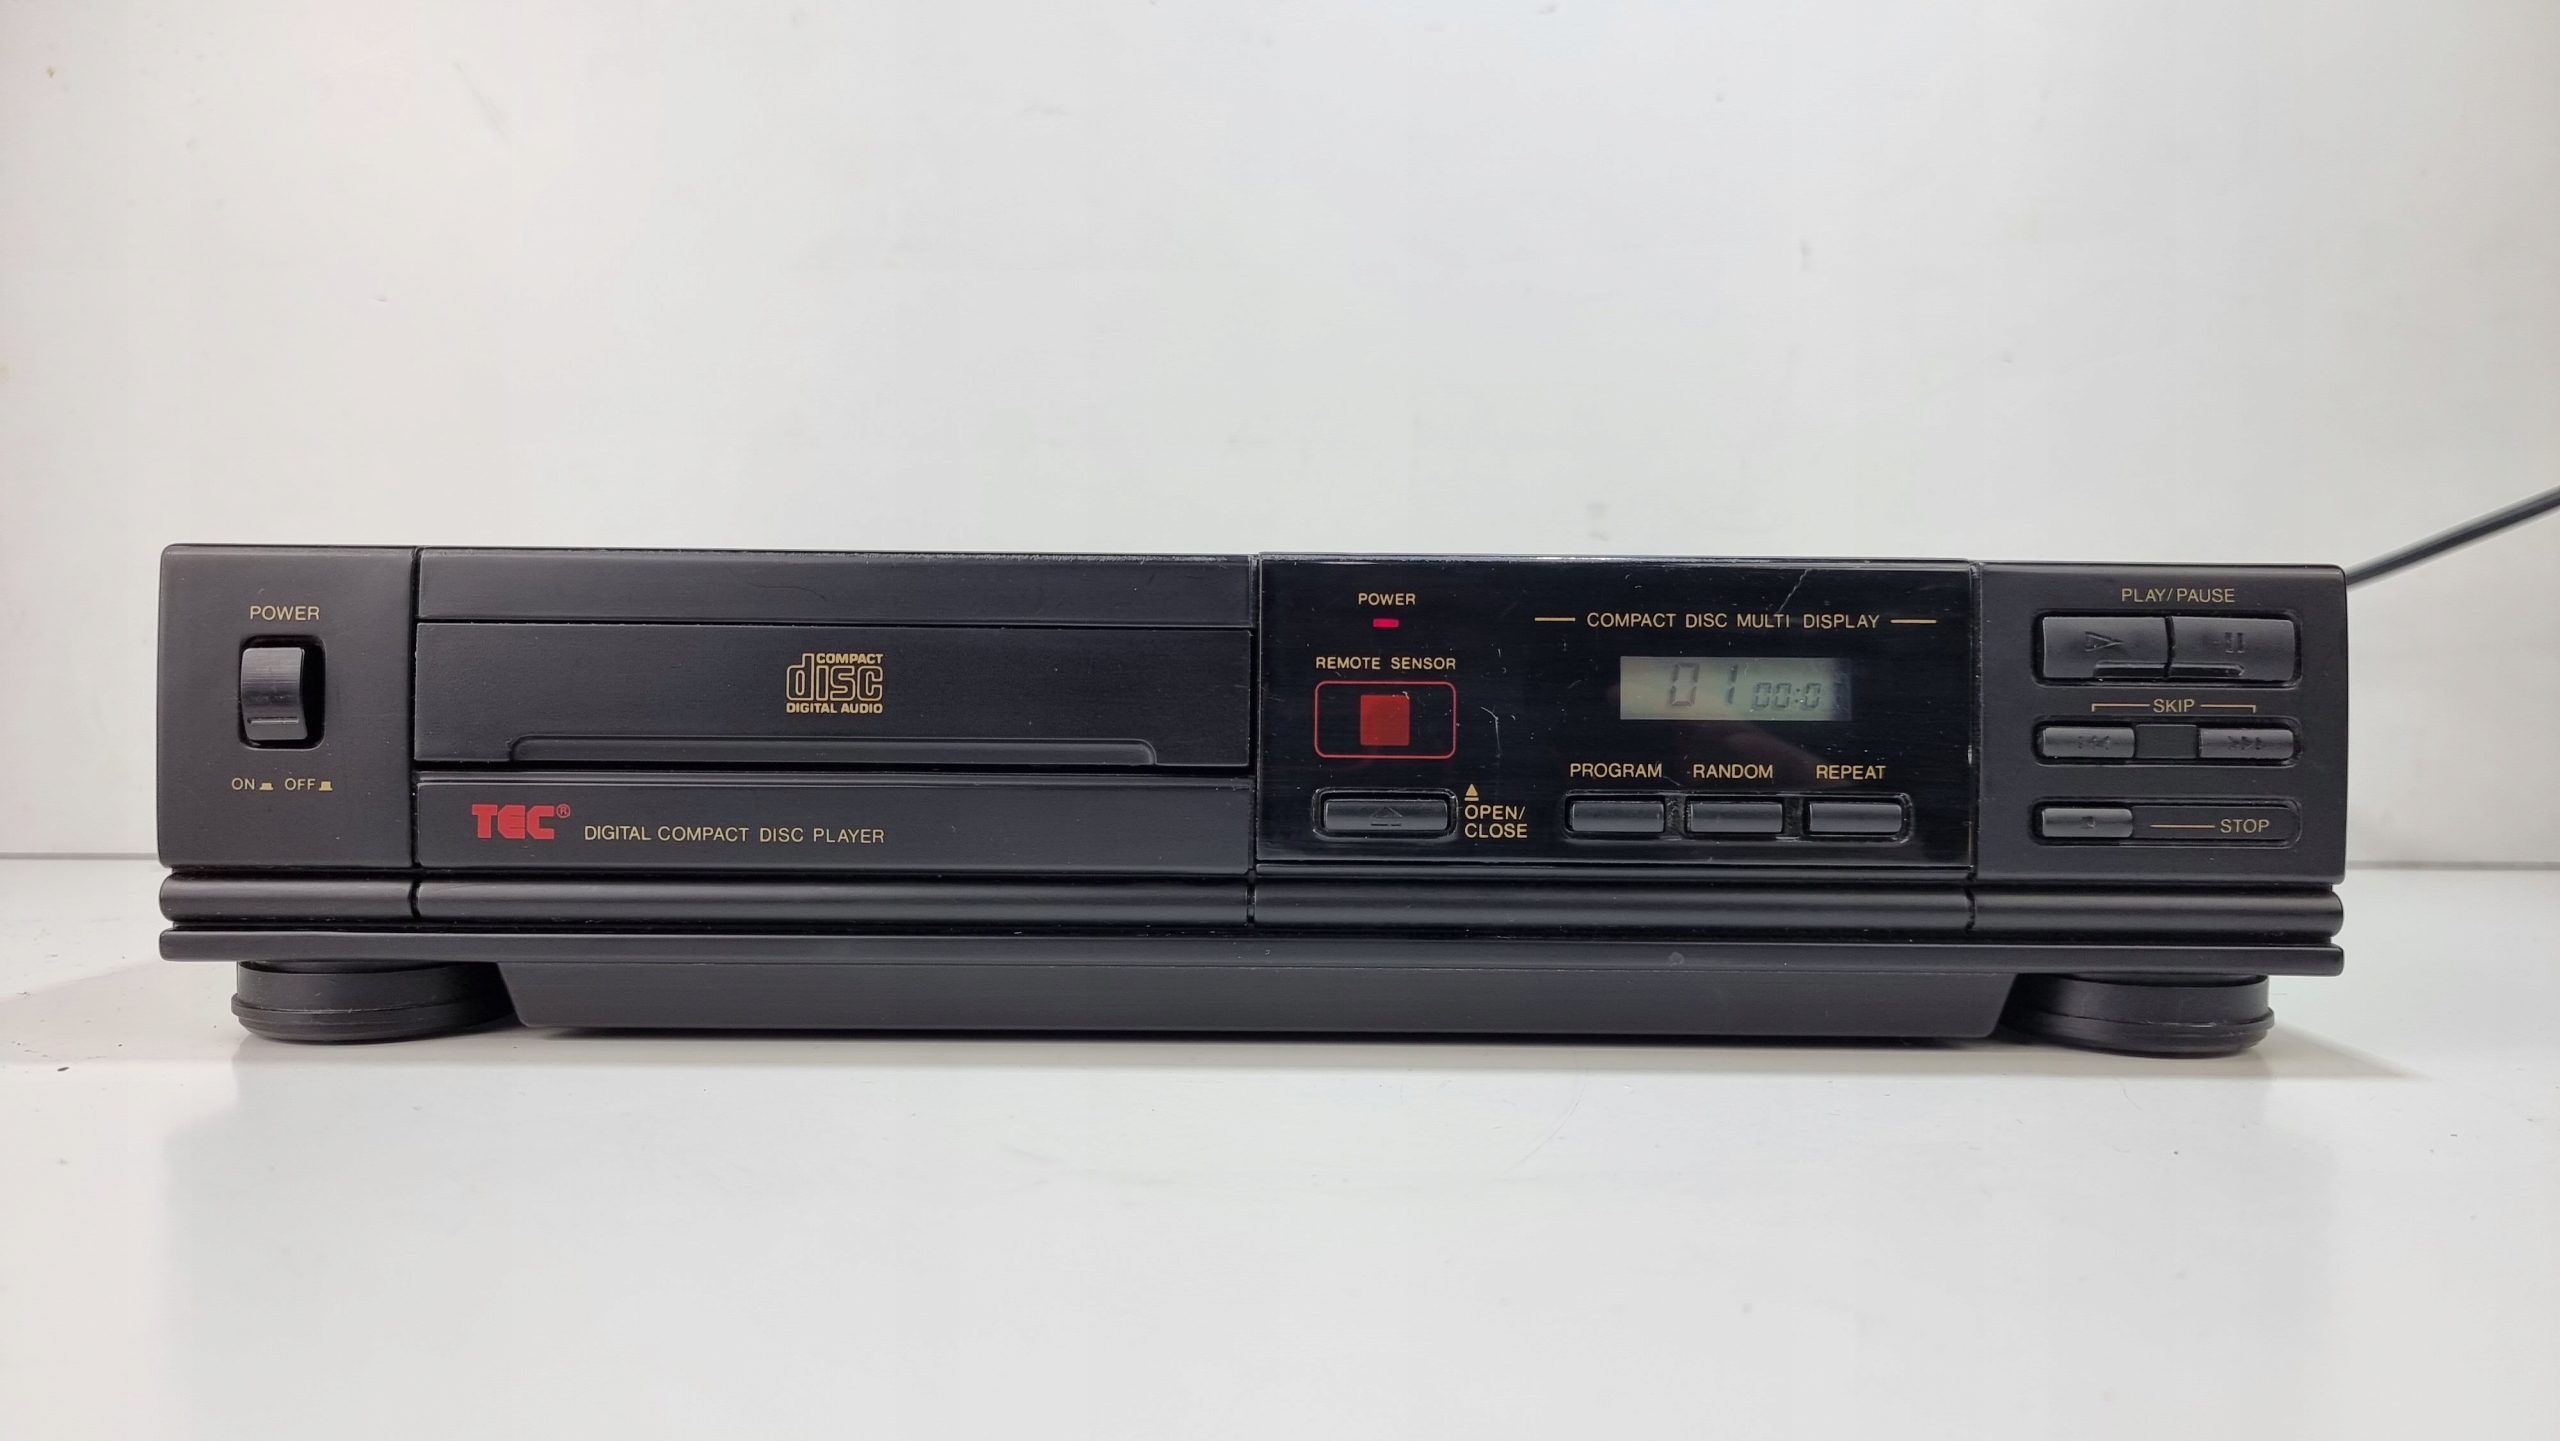 POWER
ON OFF
COMPACT
disc
DIGITAL AUDIO
TEC®
DIGITAL COMPACT DISC PLAYER
POWER
REMOTE SENSOR
OPEN/
CLOSE
COMPACT DISC MULTI DISPLAY
01 00:0
PROGRAM RANDOM REPEAT
PLAY/PAUSE
SKIP
STOP